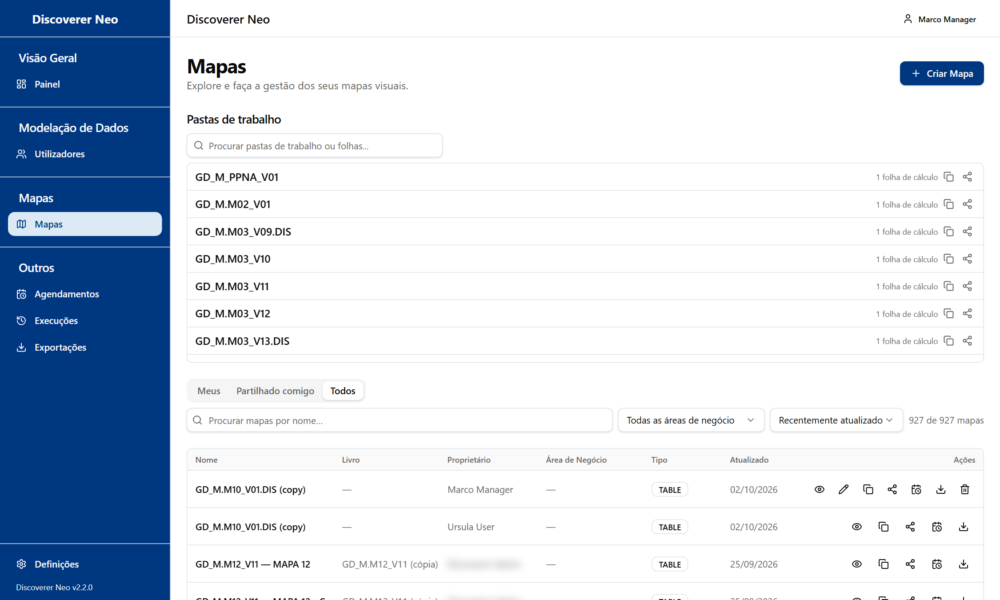 Discoverer Neo
Discoverer Neo
Marco Manager
Visão Geral
Painel
Modelação de Dados
Utilizadores
Mapas
Mapas
Outros
Agendamentos
Execuções
Exportações
Definições
Discoverer Neo v2.2.0
Mapas
Explore e faça a gestão dos seus mapas visuais.
Criar Mapa
Pastas de trabalho
Procurar pastas de trabalho ou folhas...
GD_M_PPNA_V01 1 folha de cálculo
GD_M.M02_V01 1 folha de cálculo
GD_M.M03_V09.DIS 1 folha de cálculo
GD_M.M03_V10 1 folha de cálculo
GD_M.M03_V11 1 folha de cálculo
GD_M.M03_V12 1 folha de cálculo
GD_M.M03_V13.DIS 1 folha de cálculo
Meus Partilhado comigo Todos
Procurar mapas por nome... Todas as áreas de negócio Recentemente atualizado 927 de 927 mapas
Nome Livro Proprietário Área de Negócio Tipo Atualizado Ações
GD_M.M10_V01.DIS (copy) — Marco Manager — TABLE 02/10/2026
GD_M.M10_V01.DIS (copy) — Ursula User — TABLE 02/10/2026
GD_M.M12_V11 — MAPA 12 GD_M.M12_V11 (cópia) — TABLE 25/09/2026